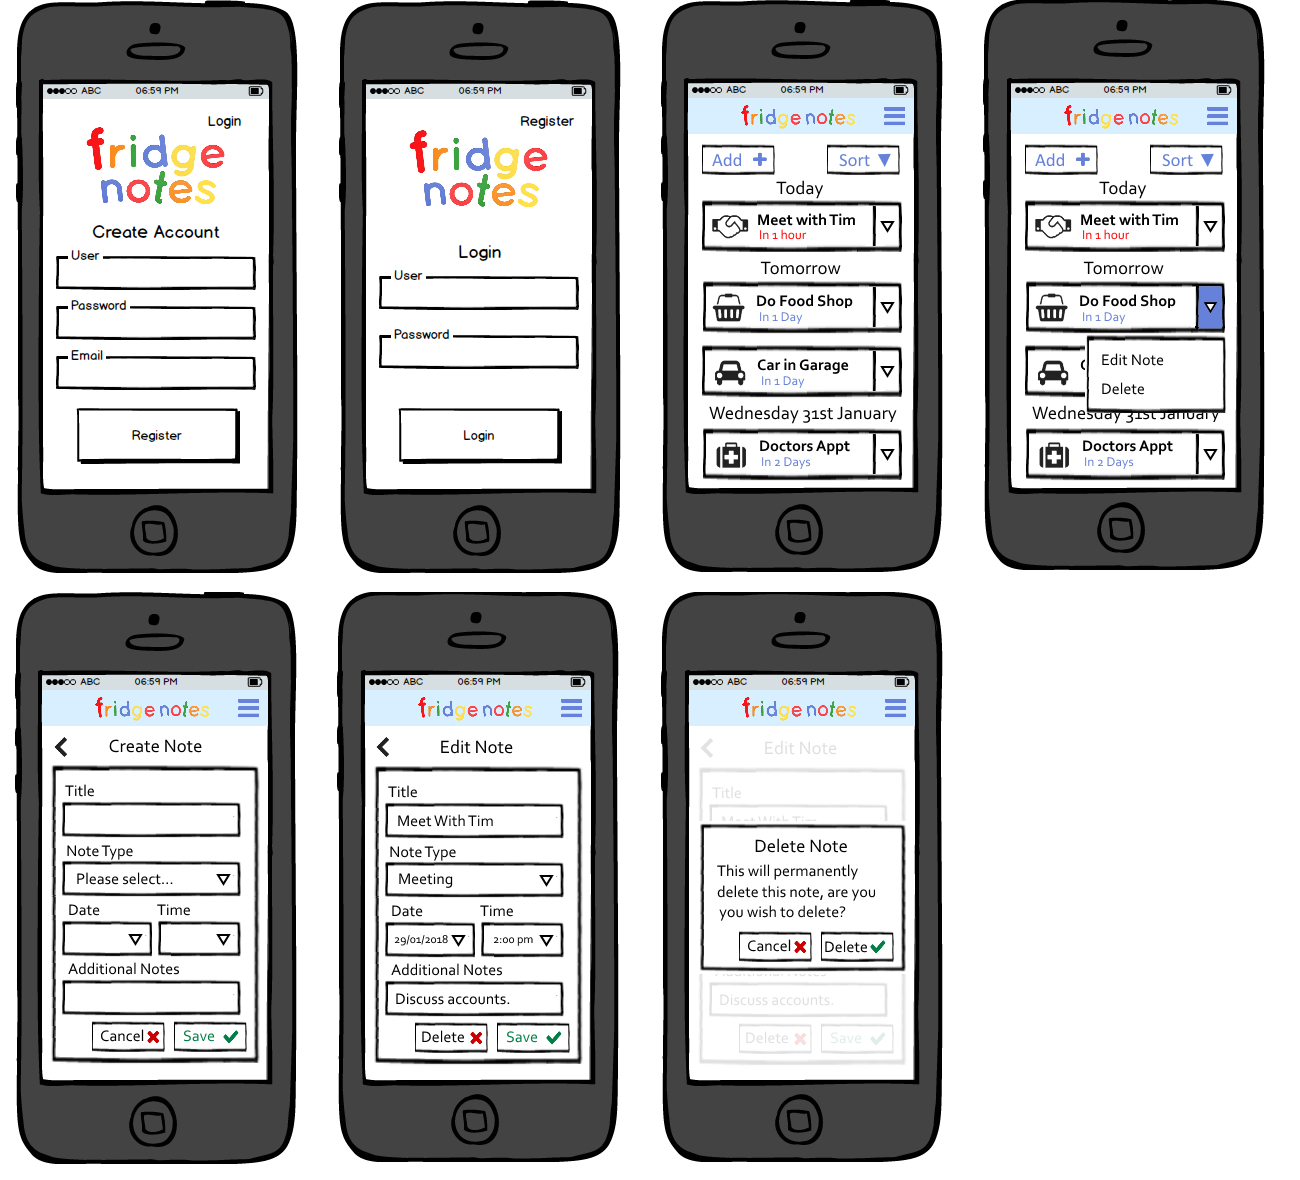 ABC 06:59 PM
Login
fridge
notes
Create Account
User
Password
Email
Register
ABC 06:59 PM
Register
fridge
notes
Login
User
Password
Login
ABC 06:59 PM
fridge notes
Add Sort
Today
Meet with Tim
In 1 hour
Tomorrow
Do Food Shop
In 1 Day
Car in Garage
In 1 Day
Wednesday 31st January
Doctors Appt
In 2 Days
ABC 06:59 PM
fridge notes
Add Sort
Today
Meet with Tim
In 1 hour
Tomorrow
Do Food Shop
In 1 Day
Edit Note
Delete
Wednesday 31st January
Doctors Appt
In 2 Days
ABC 06:59 PM
fridge notes
Create Note
Title
Note Type
Please select...
Date Time
Additional Notes
Cancel Save
ABC 06:59 PM
fridge notes
Edit Note
Title
Meet With Tim
Note Type
Meeting
Date Time
29/01/2018 2:00 pm
Additional Notes
Discuss accounts.
Delete Save
ABC 06:59 PM
fridge notes
Edit Note
Title
Meet With Tim
Delete Note
This will permanently
delete this note, are you
you wish to delete?
Cancel Delete
Additional Notes
Discuss accounts.
Delete Save